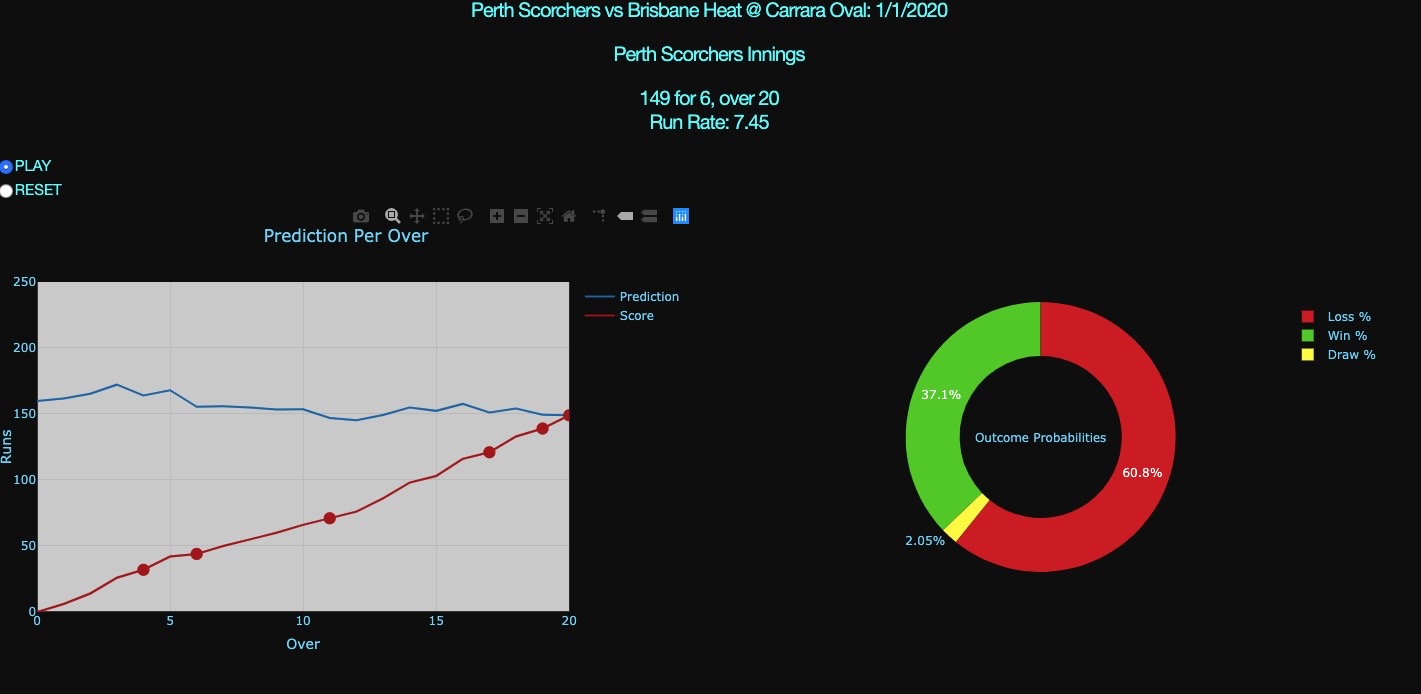 Perth Scorchers vs Brisbane Heat @ Carrara Oval: 1/1/2020
Perth Scorchers Innings
149 for 6, over 20
Run Rate: 7.45
PLAY
RESET
Prediction Per Over
250
200
150
100
50
0
Runs
0 5 10 15 20
Over
Prediction
Score
37.1%
Outcome Probabilities
60.8%
2.05%
Loss %
Win %
Draw %